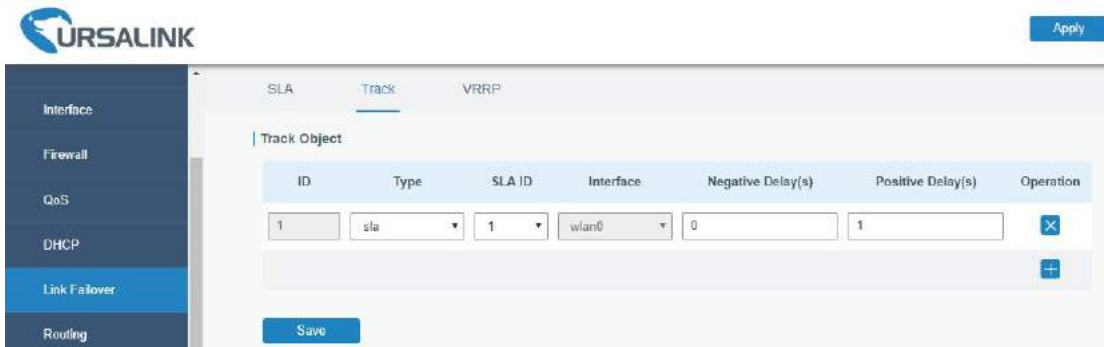 URSALINK
Apply
SLA Track VRRP
Interface
Track Object
Firewall
ID Type SLA ID Interface Negative Delay(s) Positive Delay(s) Operation
QoS
1 sla 1 wlan0 0 1
DHCP
Link Failover
Routing
Save